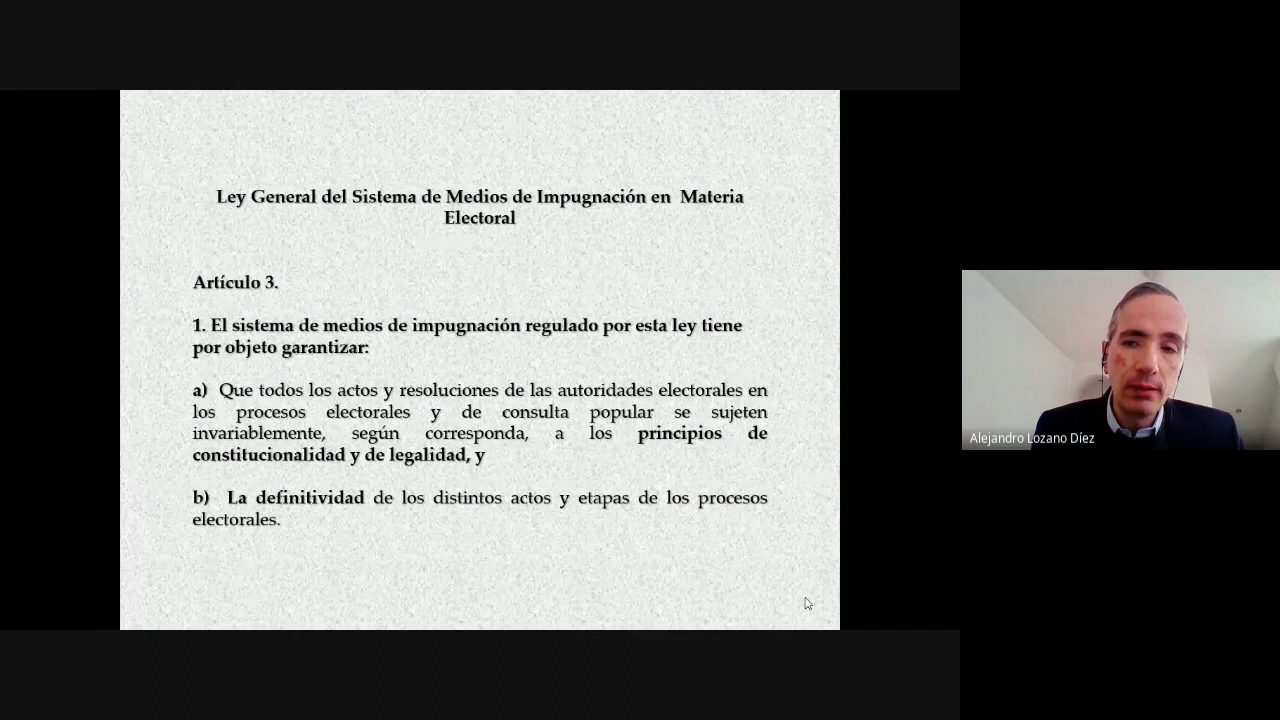 Ley General del Sistema de Medios de Impugnación en Materia
Electoral
Artículo 3.
1. El sistema de medios de impugnación regulado por esta ley tiene
por objeto garantizar:
a) Que todos los actos y resoluciones de las autoridades electorales en
los procesos electorales y de consulta popular se sujeten
invariablemente, según corresponda, a los principios de
constitucionalidad y de legalidad, y
b) La definitividad de los distintos actos y etapas de los procesos
electorales.
Alejandro Lozano Díez